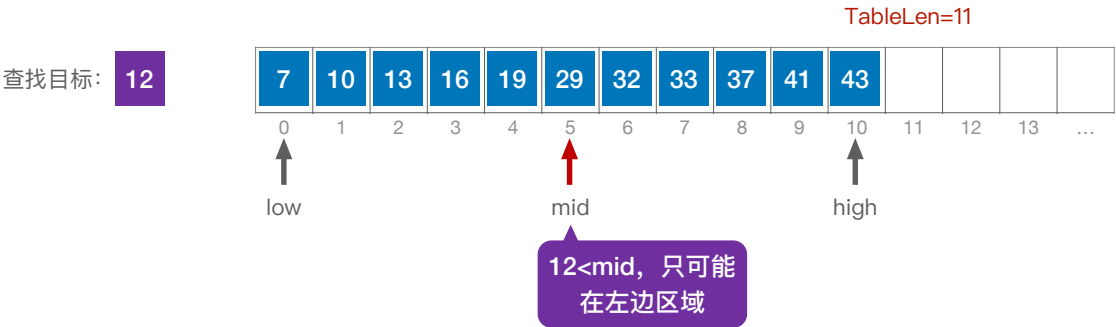 TableLen=11
查找目标：12
7 10 13 16 19 29 32 33 37 41 43
0 1 2 3 4 5 6 7 8 9 10 11 12 13 ...
low mid high
12<mid，只可能
在左边区域